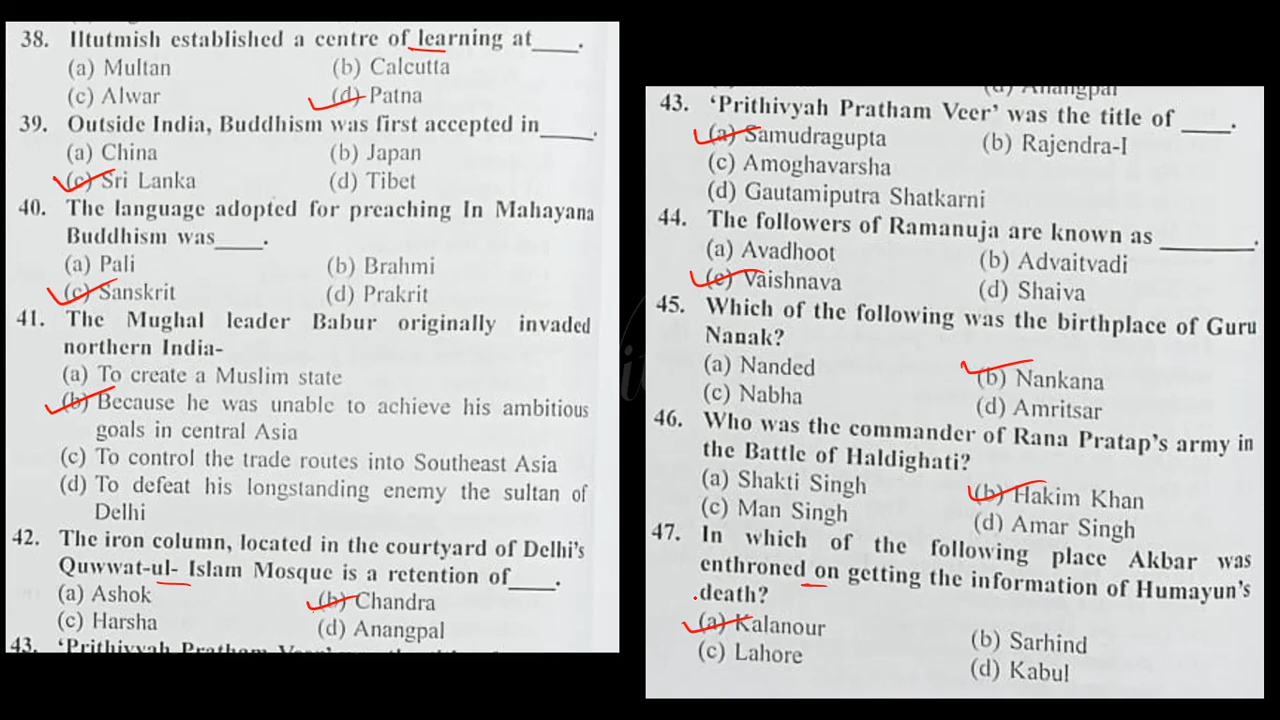 38. Iltutmish established a centre of learning at____.
(a) Multan (b) Calcutta
(c) Alwar (d) Patna
39. Outside India, Buddhism was first accepted in____.
(a) China (b) Japan
(c) Sri Lanka (d) Tibet
40. The language adopted for preaching In Mahayana
Buddhism was____.
(a) Pali (b) Brahmi
(c) Sanskrit (d) Prakrit
41. The Mughal leader Babur originally invaded
northern India-
(a) To create a Muslim state
(b) Because he was unable to achieve his ambitious
goals in central Asia
(c) To control the trade routes into Southeast Asia
(d) To defeat his longstanding enemy the sultan of
Delhi
42. The iron column, located in the courtyard of Delhi's
Quwwat-ul- Islam Mosque is a retention of____.
(a) Ashok (b) Chandra
(c) Harsha (d) Anangpal
43. 'Prithivyah Pratham
(d) Anangpal
43. 'Prithivyah Pratham Veer' was the title of ____.
(a) Samudragupta (b) Rajendra-I
(c) Amoghavarsha
(d) Gautamiputra Shatkarni
44. The followers of Ramanuja are known as ________.
(a) Avadhoot (b) Advaitvadi
(c) Vaishnava (d) Shaiva
45. Which of the following was the birthplace of Guru
Nanak?
(a) Nanded (b) Nankana
(c) Nabha (d) Amritsar
46. Who was the commander of Rana Pratap's army in
the Battle of Haldighati?
(a) Shakti Singh (b) Hakim Khan
(c) Man Singh (d) Amar Singh
47. In which of the following place Akbar was
enthroned on getting the information of Humayun's
death?
(a) Kalanour (b) Sarhind
(c) Lahore (d) Kabul